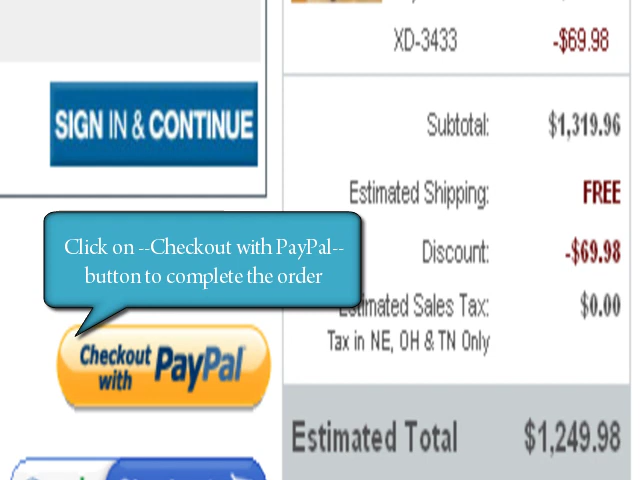 XD-3433 -$69.98
SIGN IN & CONTINUE
Subtotal: $1,319.96
Estimated Shipping: FREE
Click on --Checkout with PayPal--
button to complete the order
Discount: -$69.98
Estimated Sales Tax: $0.00
Tax in NE, OH & TN Only
Checkout
with PayPal
Estimated Total $1,249.98